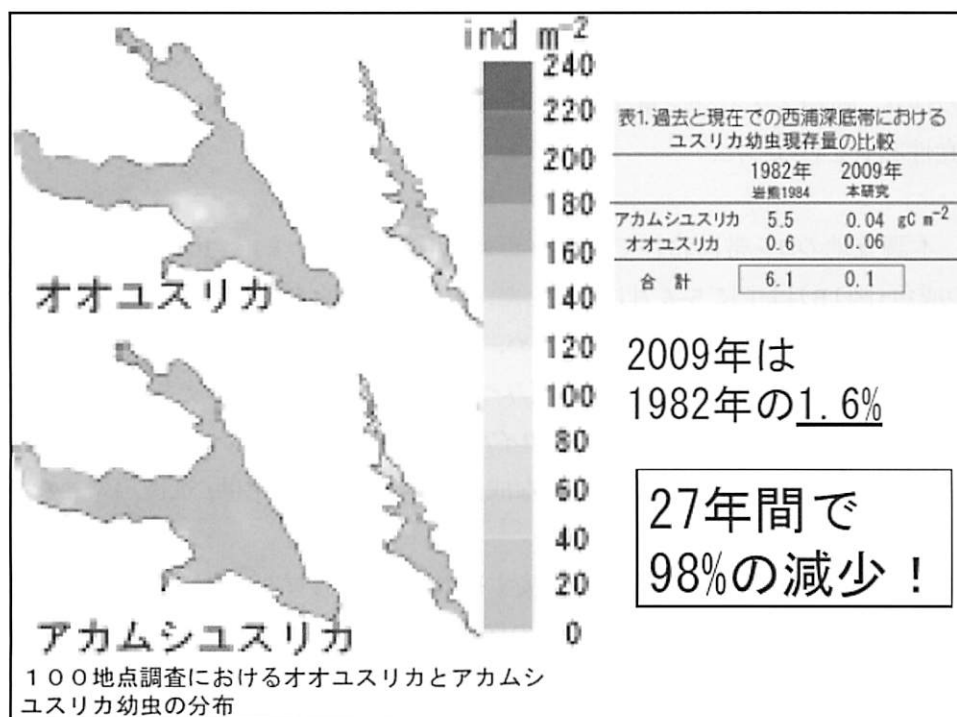 ind m⁻²
240
220
200
180
160
140
120
100
80
60
40
20
0
オオユスリカ
アカムシユスリカ
100地点調査におけるオオユスリカとアカムシ
ユスリカ幼虫の分布
表1.過去と現在での西浦深底帯における
ユスリカ幼虫現存量の比較
1982年 2009年
岩熊1984 本研究
アカムシユスリカ 5.5 0.04 gC m⁻²
オオユスリカ 0.6 0.06
合計 6.1 0.1
2009年は
1982年の1.6%
27年間で
98%の減少！